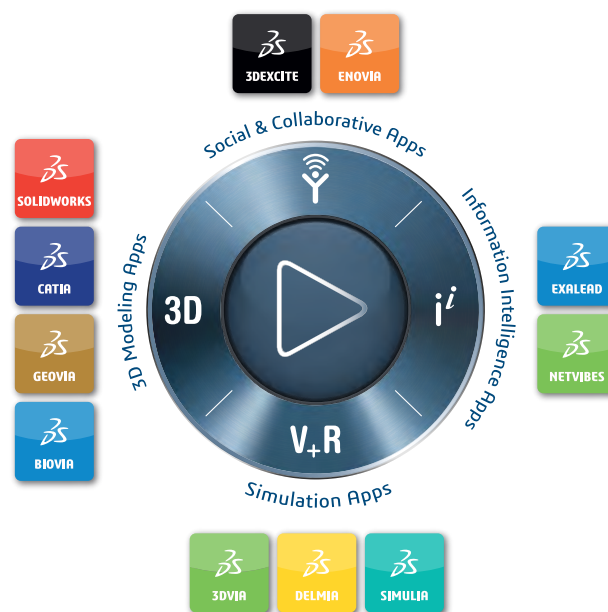 3DEXCITE
ENOVIA
Social & Collaborative Apps
SOLIDWORKS
CATIA
GEOVIA
BIOVIA
3D Modeling Apps
3D
i i
V+R
Information Intelligence Apps
EXALEAD
NETVIBES
Simulation Apps
3DVIA
DELMIA
SIMULIA